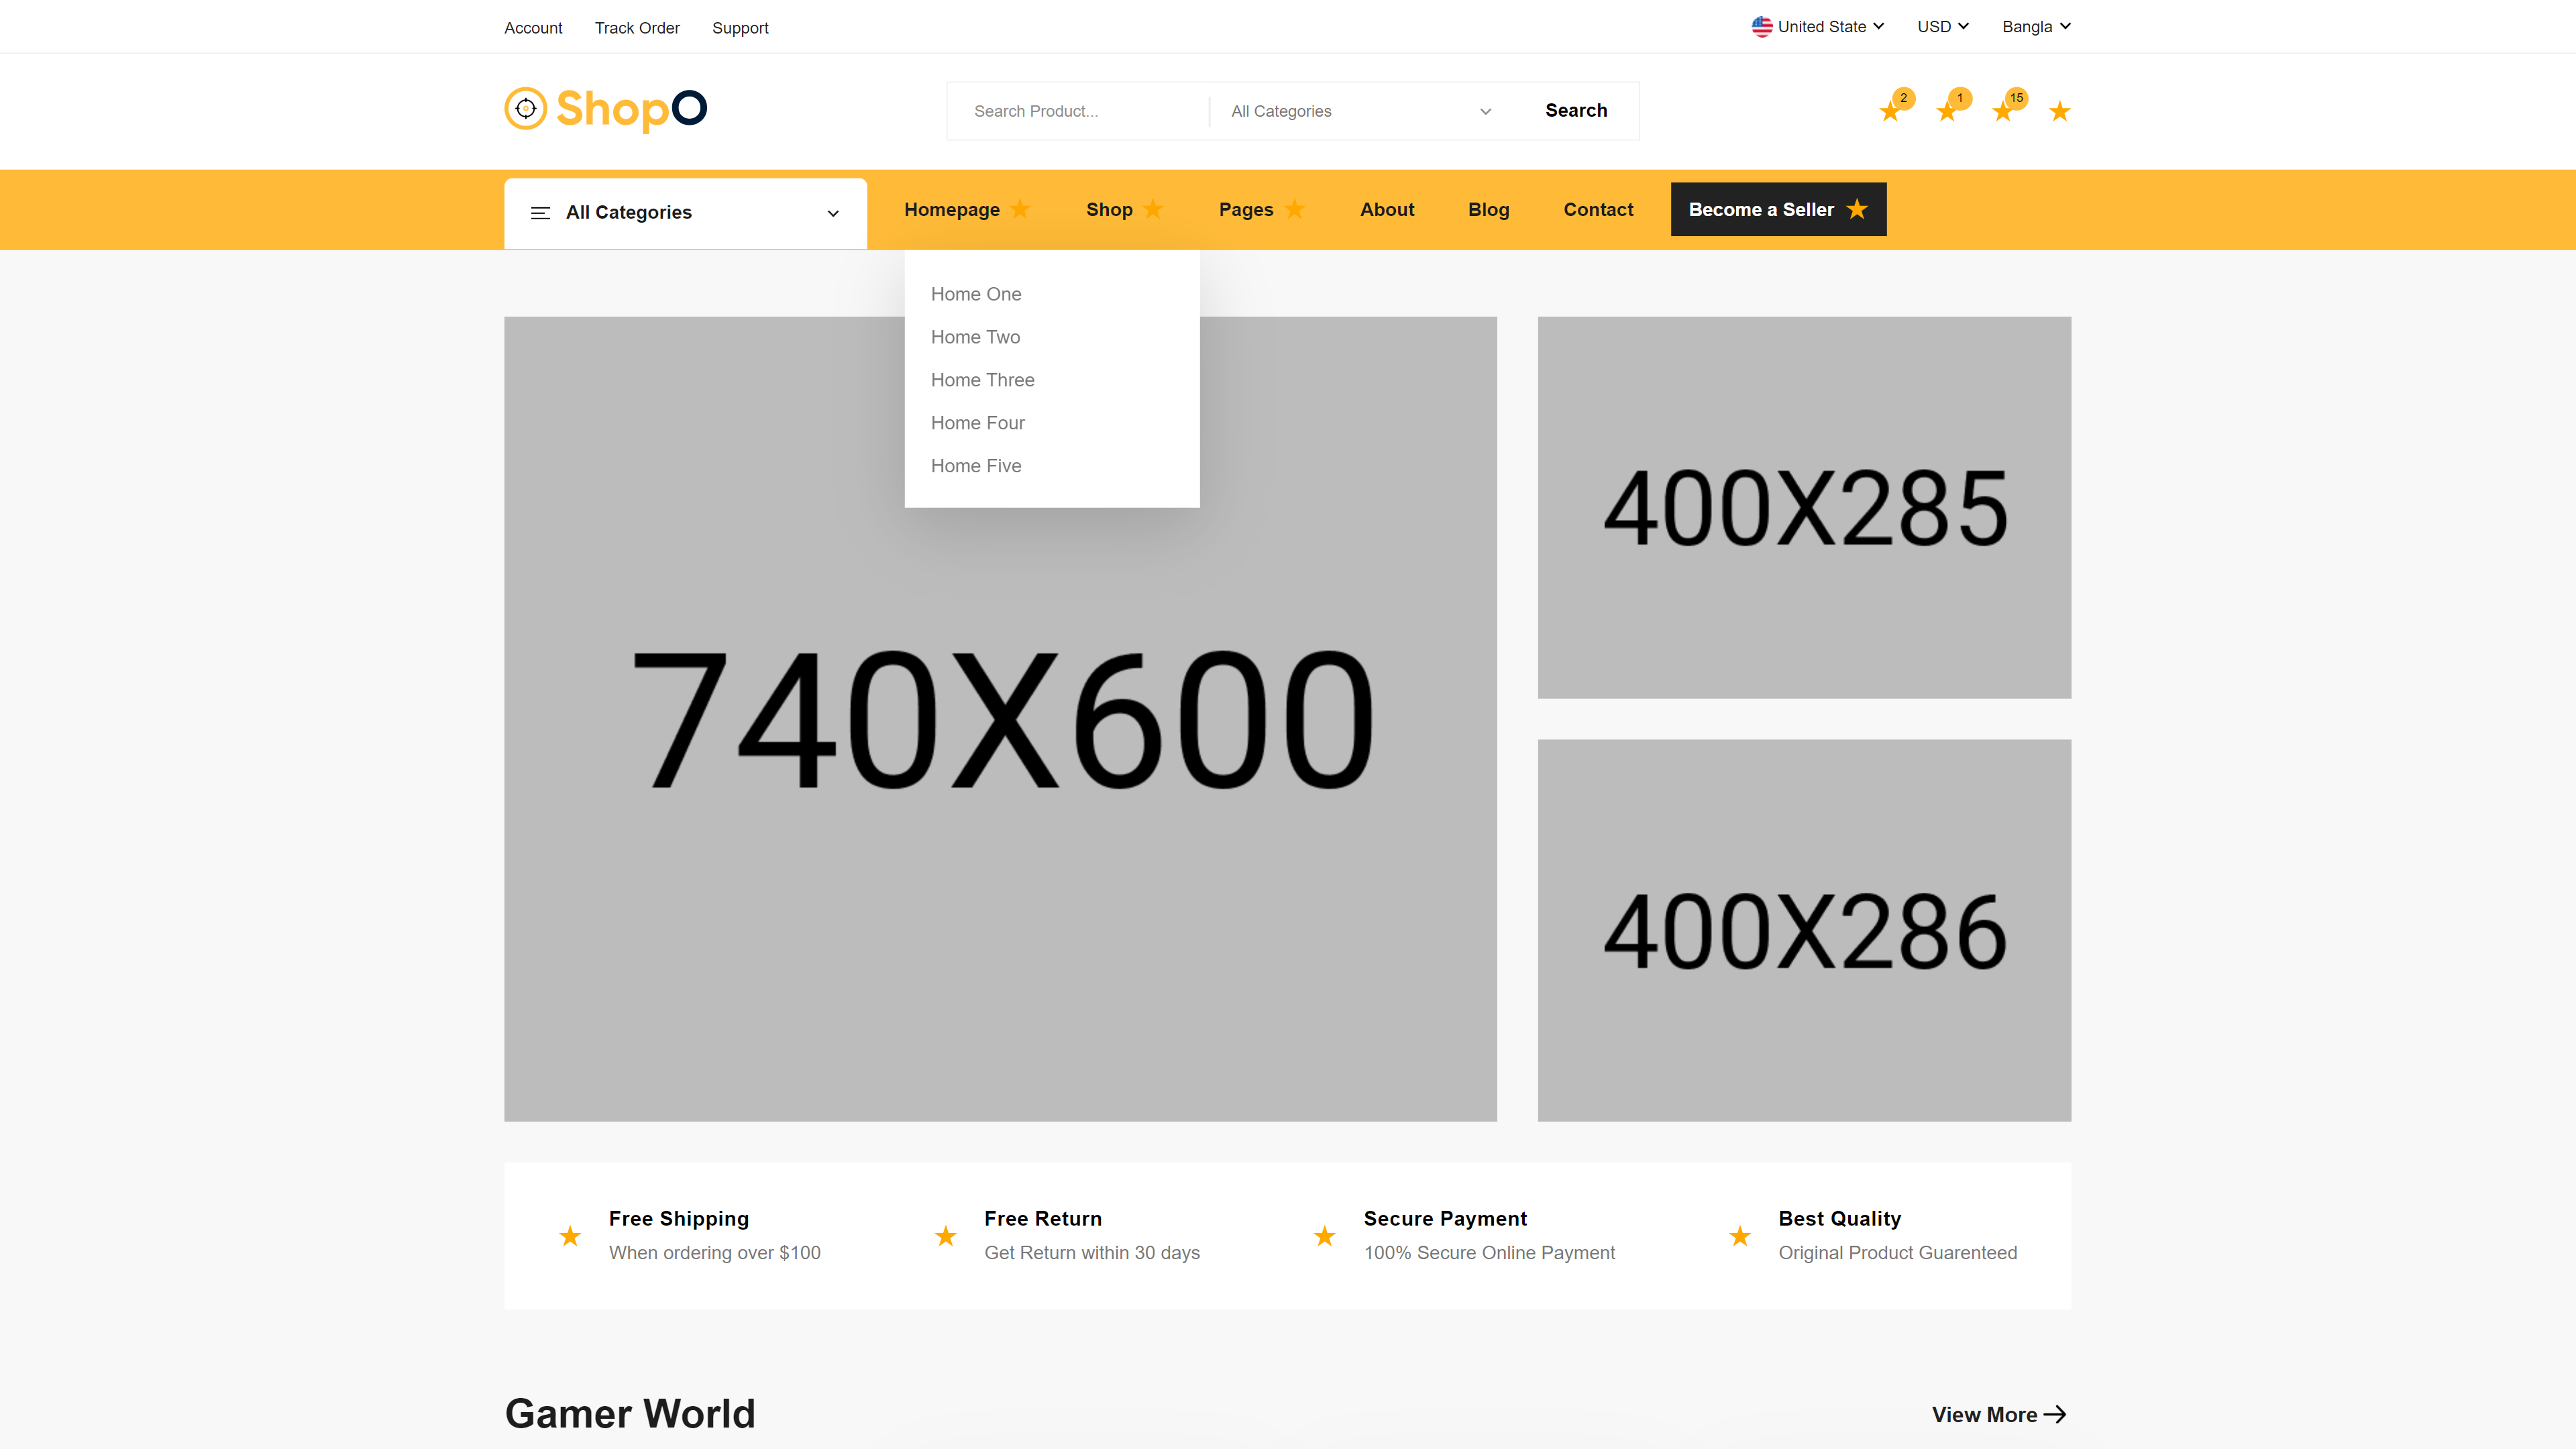 Account Track Order Support United State USD Bangla
ShopO Search Product... All Categories Search 2 1 15
All Categories Homepage Shop Pages About Blog Contact Become a Seller
Home One
Home Two
Home Three
Home Four
Home Five
740X600
400X285
400X286
Free Shipping
When ordering over $100
Free Return
Get Return within 30 days
Secure Payment
100% Secure Online Payment
Best Quality
Original Product Guarenteed
Gamer World View More